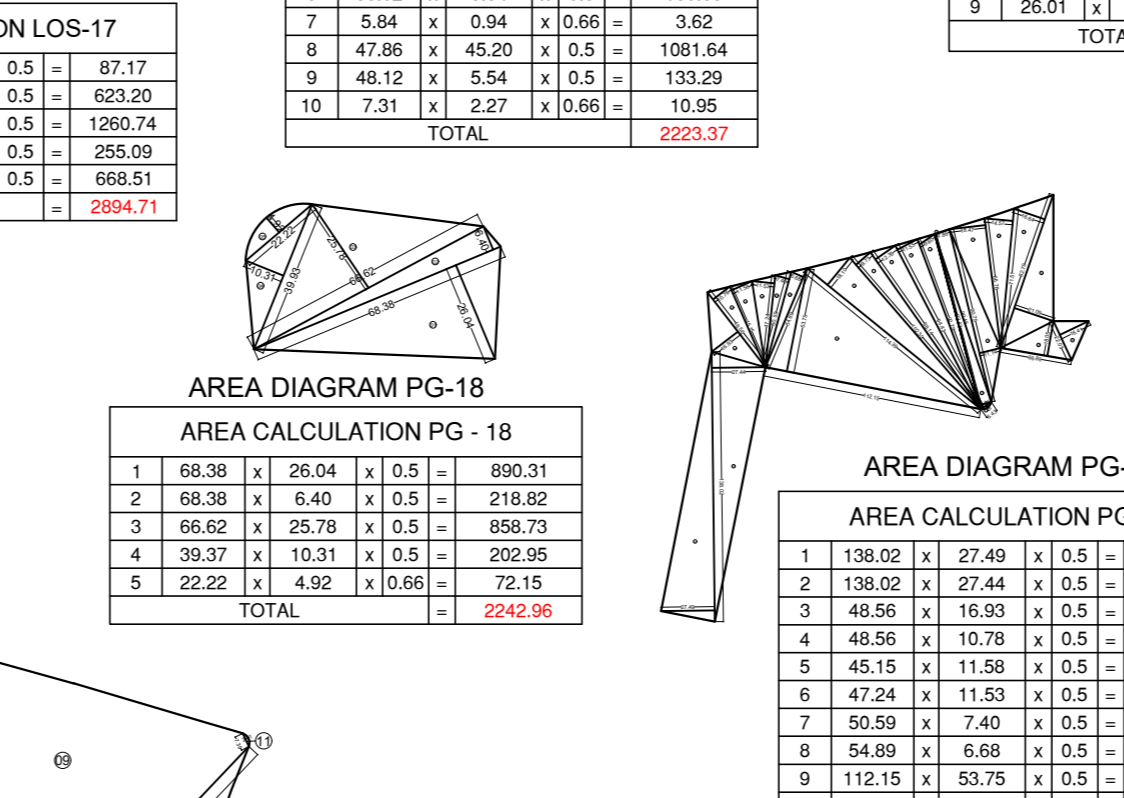 ON LOS-17
0.5 = 87.17
0.5 = 623.20
0.5 = 1260.74
0.5 = 255.09
0.5 = 668.51
= 2894.71
7 5.84 x 0.94 x 0.66 = 3.62
8 47.86 x 45.20 x 0.5 = 1081.64
9 48.12 x 5.54 x 0.5 = 133.29
10 7.31 x 2.27 x 0.66 = 10.95
TOTAL 2223.37
9 26.01 x
TOTA
22.22
10.31
39.93
25.78
66.62
6.40
68.38
26.04
AREA DIAGRAM PG-18
AREA CALCULATION PG - 18
1 68.38 x 26.04 x 0.5 = 890.31
2 68.38 x 6.40 x 0.5 = 218.82
3 66.62 x 25.78 x 0.5 = 858.73
4 39.37 x 10.31 x 0.5 = 202.95
5 22.22 x 4.92 x 0.66 = 72.15
TOTAL = 2242.96
112.15
138.02
27.44
27.49
AREA DIAGRAM PG-
AREA CALCULATION PG
1 138.02 x 27.49 x 0.5 =
2 138.02 x 27.44 x 0.5 =
3 48.56 x 16.93 x 0.5 =
4 48.56 x 10.78 x 0.5 =
5 45.15 x 11.58 x 0.5 =
6 47.24 x 11.53 x 0.5 =
7 50.59 x 7.40 x 0.5 =
8 54.89 x 6.68 x 0.5 =
9 112.15 x 53.75 x 0.5 =
11
09